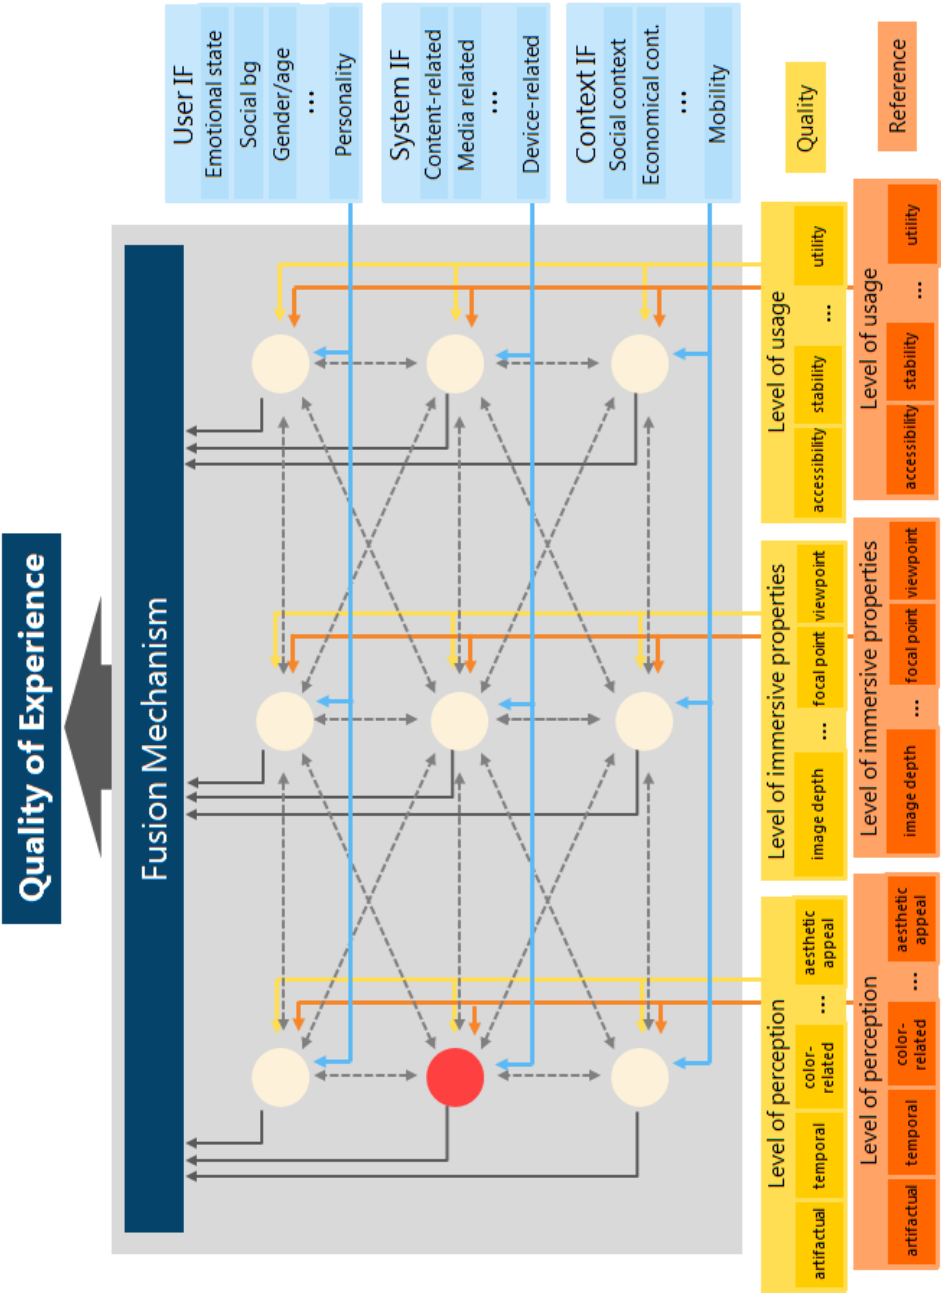 Quality of Experience
Fusion Mechanism
User IF
Emotional state
Social bg
Gender/age
...
Personality
System IF
Content-related
Media related
...
Device-related
Context IF
Social context
Economical cont.
...
Mobility
Quality
Level of perception
artifactual
temporal
color-
related
...
aesthetic
appeal
Level of immersive properties
image depth
...
focal point
viewpoint
Level of usage
accessibility
stability
...
utility
Reference
Level of perception
artifactual
temporal
color-
related
...
aesthetic
appeal
Level of immersive properties
image depth
...
focal point
viewpoint
Level of usage
accessibility
stability
...
utility